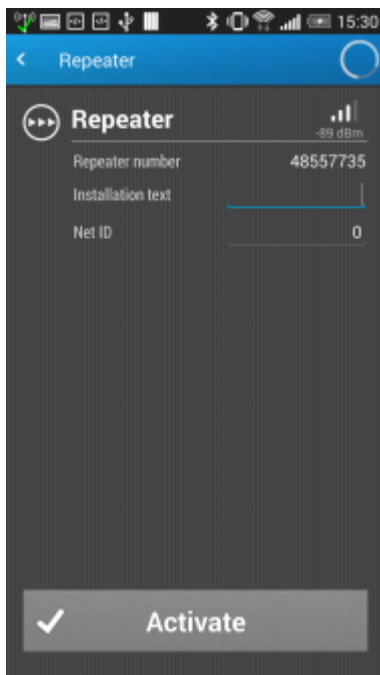 15:30
Repeater
Repeater
-89 dBm
Repeater number 48557735
Installation text
Net ID 0
Activate